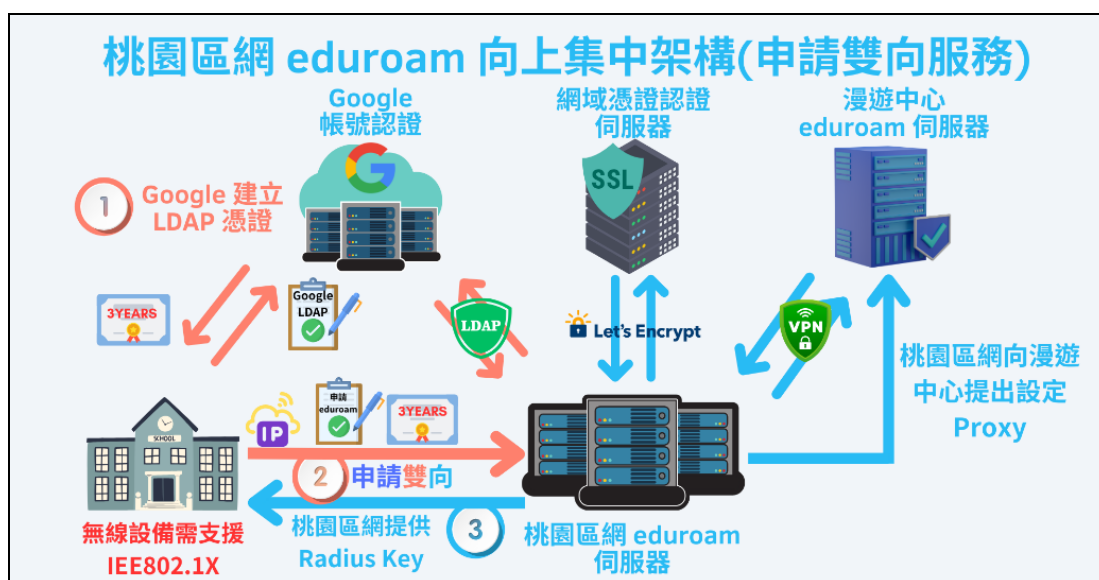 桃園區網 eduroam 向上集中架構(申請雙向服務)
Google
帳號認證
網域憑證認證
伺服器
漫遊中心
eduroam 伺服器
SSL
1
Google 建立
LDAP 憑證
3YEARS
Google
LDAP
LDAP
Let's Encrypt
VPN
桃園區網向漫遊
中心提出設定
Proxy
IP
申請
eduroam
3YEARS
SCHOOL
2 申請雙向
3
無線設備需支援
IEE802.1X
桃園區網提供
Radius Key
桃園區網 eduroam
伺服器